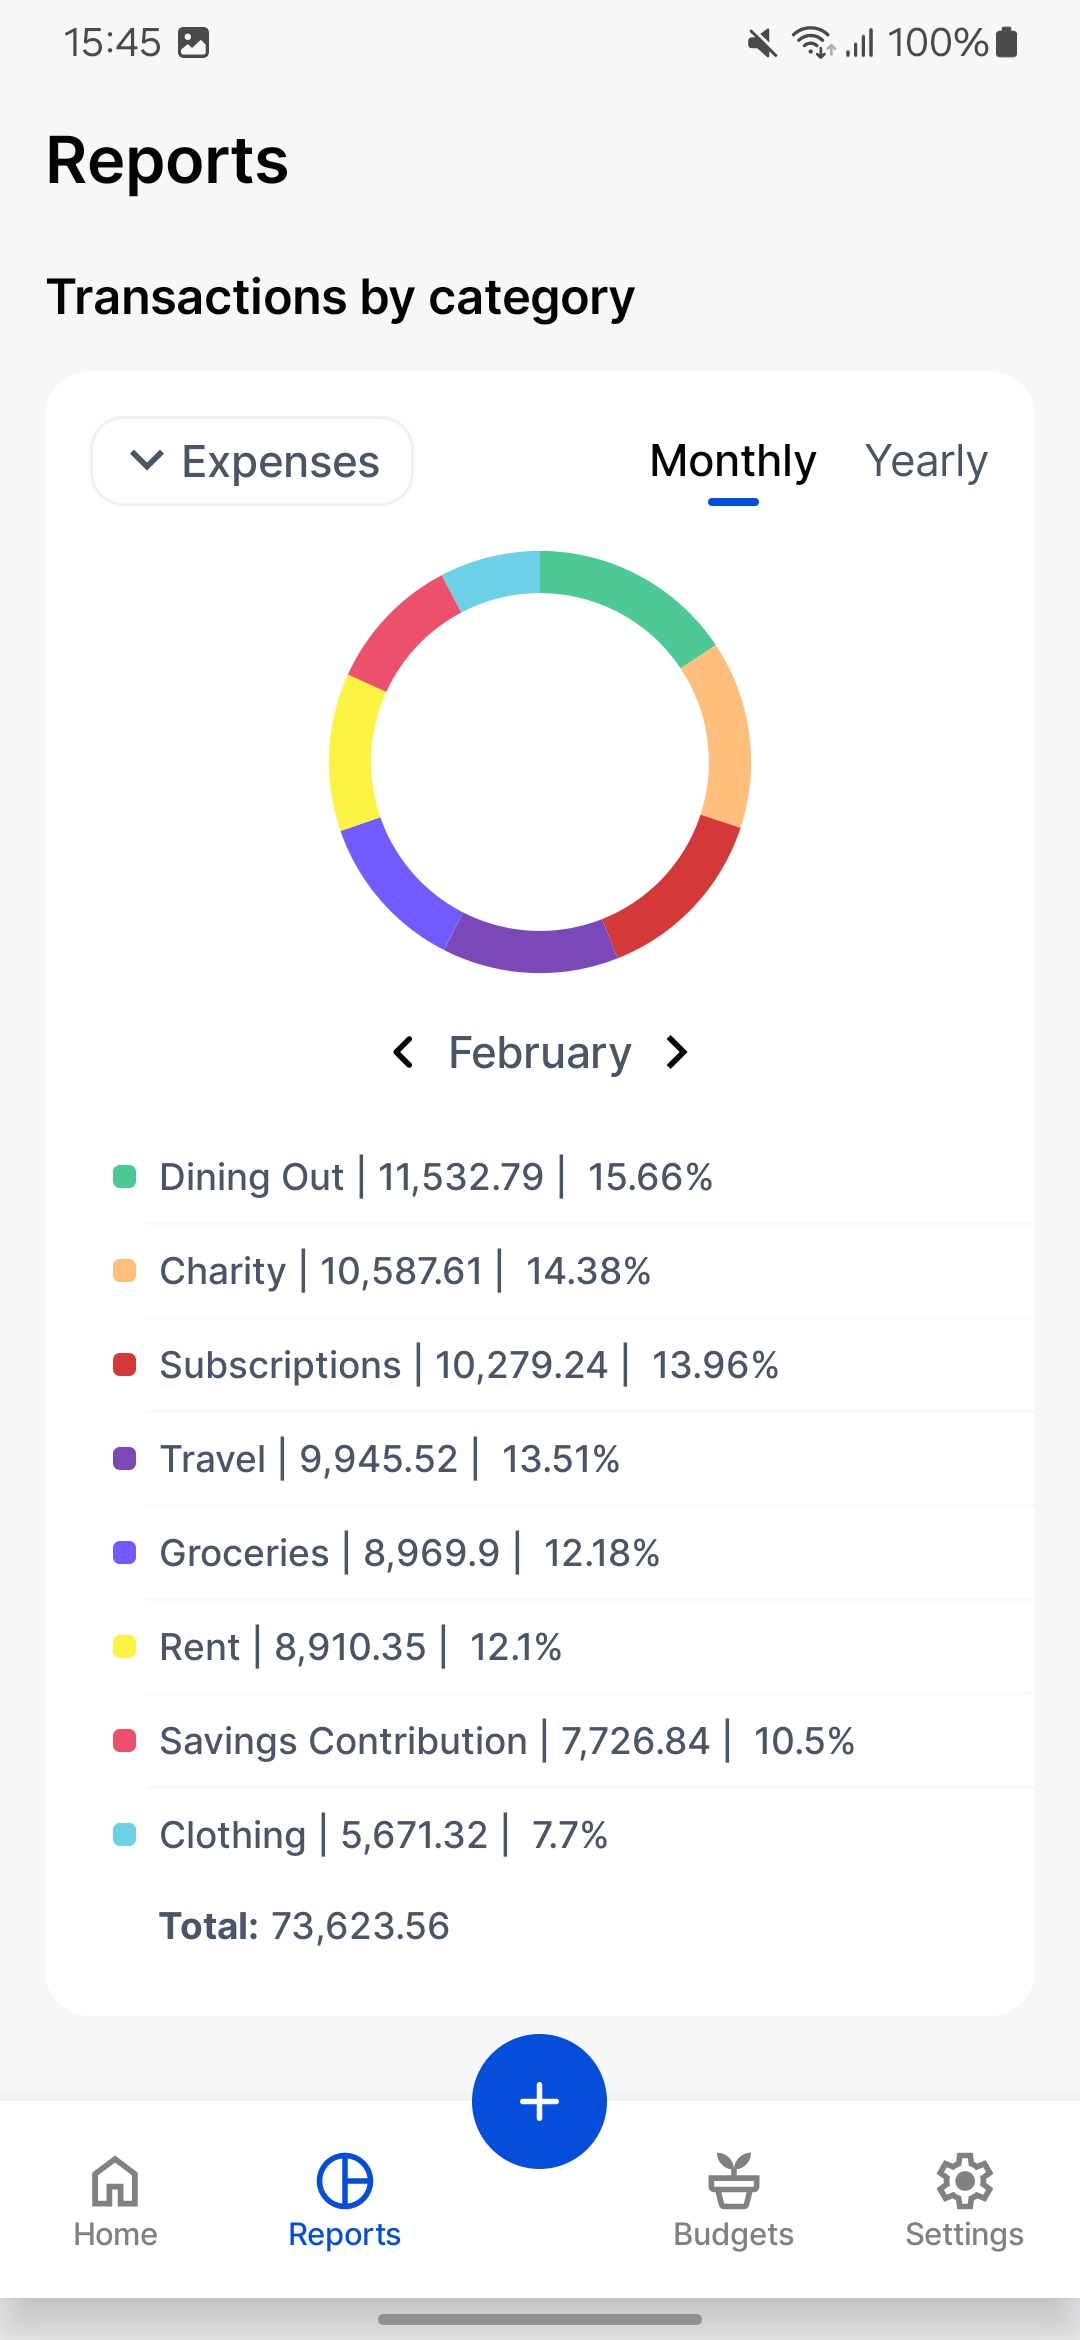 15:45 100%
Reports
Transactions by category
Expenses Monthly Yearly
February
Dining Out | 11,532.79 | 15.66%
Charity | 10,587.61 | 14.38%
Subscriptions | 10,279.24 | 13.96%
Travel | 9,945.52 | 13.51%
Groceries | 8,969.9 | 12.18%
Rent | 8,910.35 | 12.1%
Savings Contribution | 7,726.84 | 10.5%
Clothing | 5,671.32 | 7.7%
Total: 73,623.56
Home Reports Budgets Settings